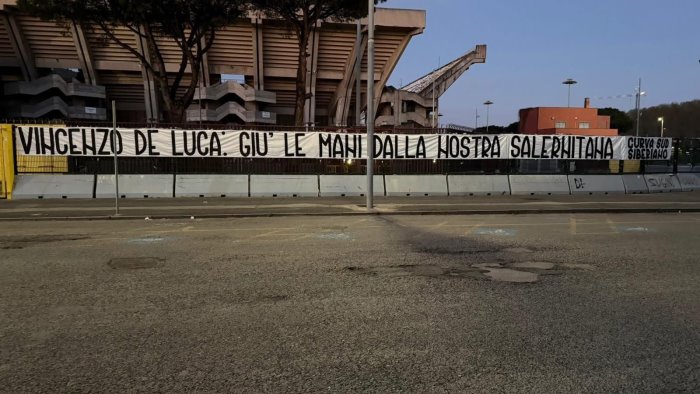 VINCENZO DE LUCA: GIU' LE MANI DALLA NOSTRA SALERNITANA
CURVA SUD
SIBERIANO